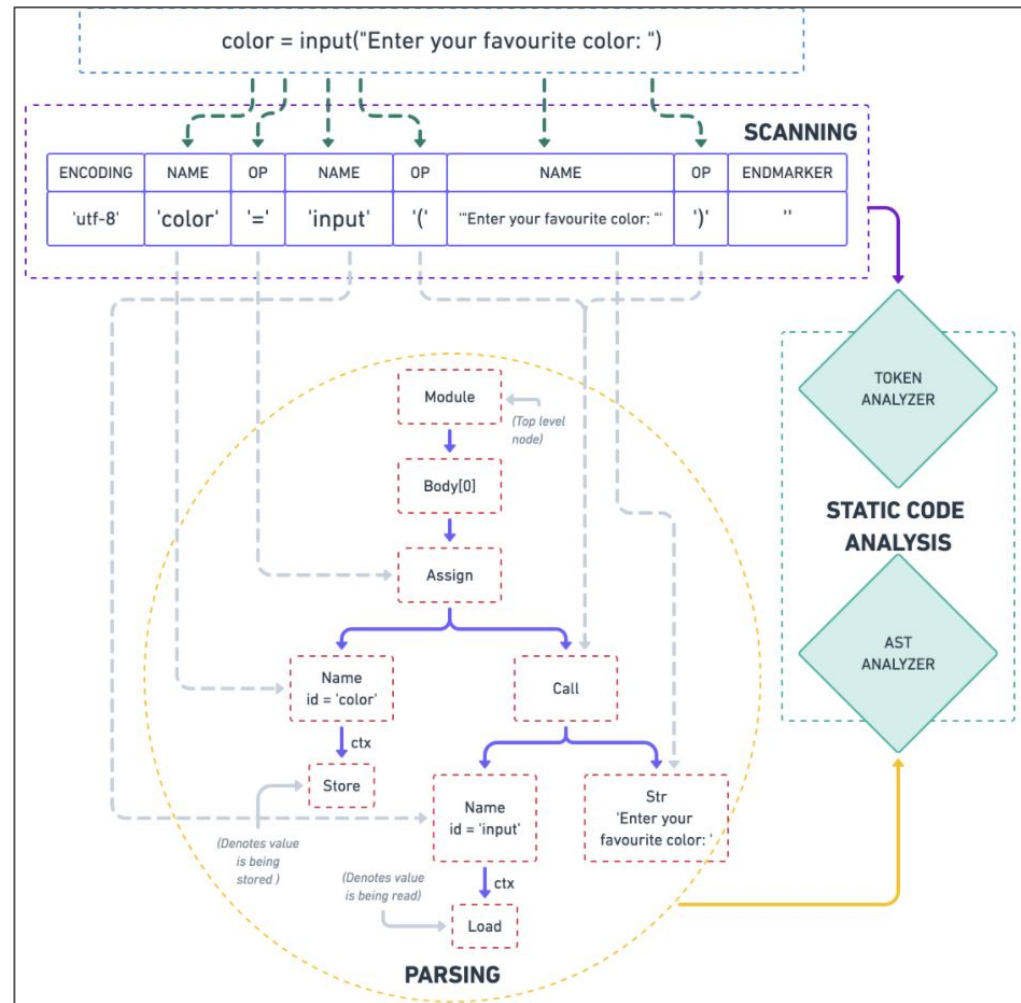 color = input("Enter your favourite color: ")
SCANNING
ENCODING NAME OP NAME OP NAME OP ENDMARKER
'utf-8' 'color' '=' 'input' '(' '"Enter your favourite color: "' ')' ''
Module
(Top level
node)
Body[0]
Assign
Name
id = 'color'
Call
ctx
Store
(Denotes value
is being
stored )
Name
id = 'input'
Str
'Enter your
favourite color: '
ctx
(Denotes value
is being read)
Load
PARSING
TOKEN
ANALYZER
STATIC CODE
ANALYSIS
AST
ANALYZER